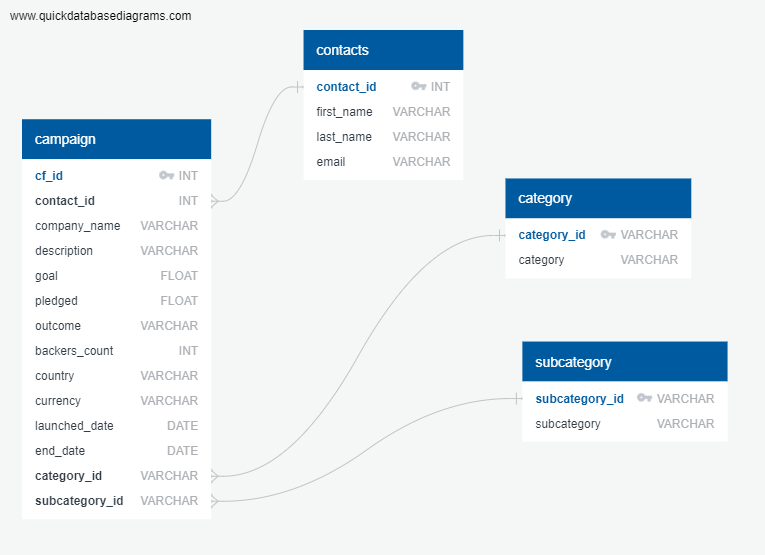 www.quickdatabasediagrams.com
contacts
contact_id INT
first_name VARCHAR
last_name VARCHAR
email VARCHAR
campaign
cf_id INT
contact_id INT
company_name VARCHAR
description VARCHAR
goal FLOAT
pledged FLOAT
outcome VARCHAR
backers_count INT
country VARCHAR
currency VARCHAR
launched_date DATE
end_date DATE
category_id VARCHAR
subcategory_id VARCHAR
category
category_id VARCHAR
category VARCHAR
subcategory
subcategory_id VARCHAR
subcategory VARCHAR